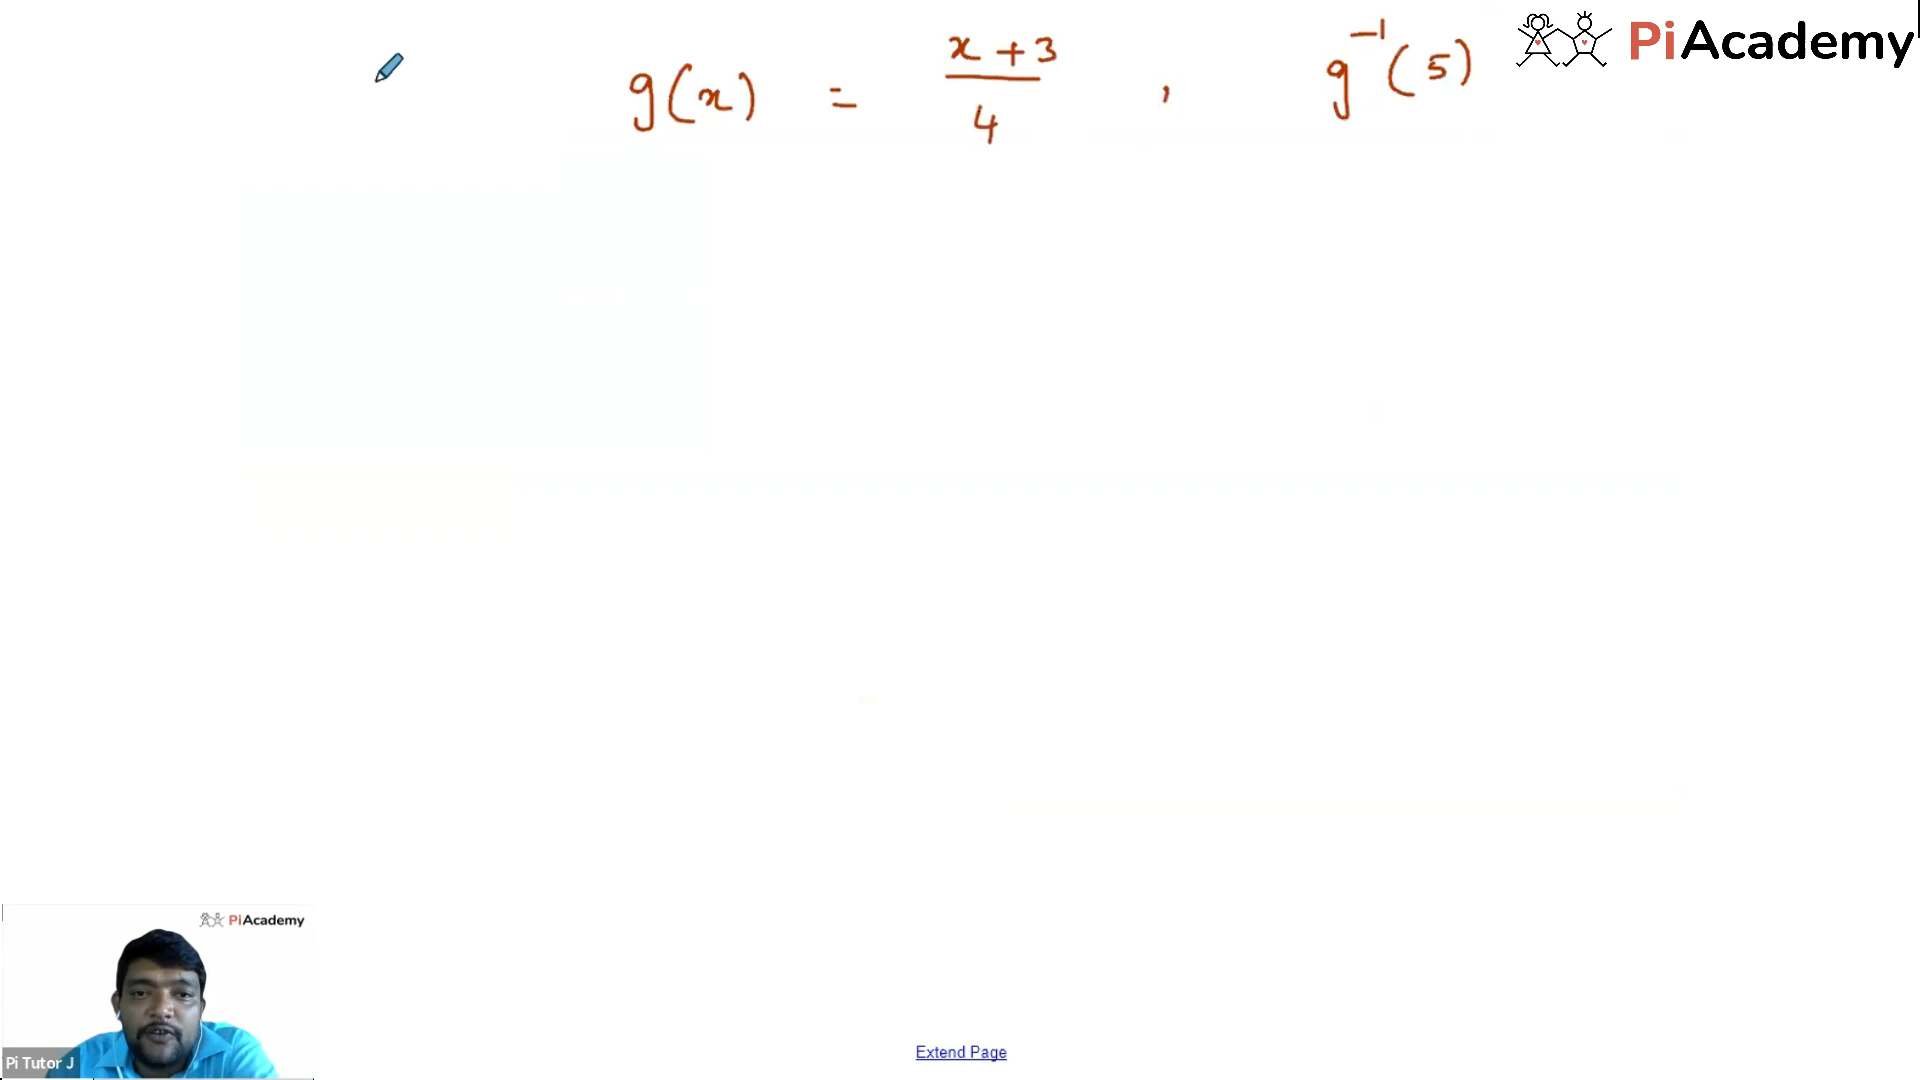 g(x) = x + 3 / 4 , g⁻¹(5)
PiAcademy
PiAcademy
Pi Tutor J
Extend Page